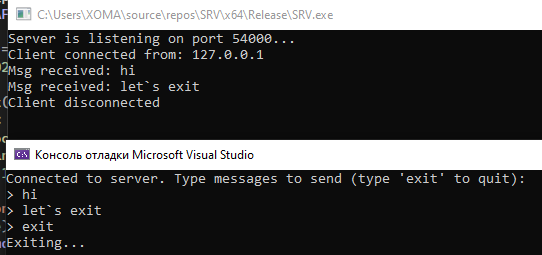 C:\Users\XOMA\source\repos\SRV\x64\Release\SRV.exe
Server is listening on port 54000...
Client connected from: 127.0.0.1
Msg received: hi
Msg received: let`s exit
Client disconnected
Консоль отладки Microsoft Visual Studio
Connected to server. Type messages to send (type 'exit' to quit):
> hi
> let`s exit
> exit
Exiting...